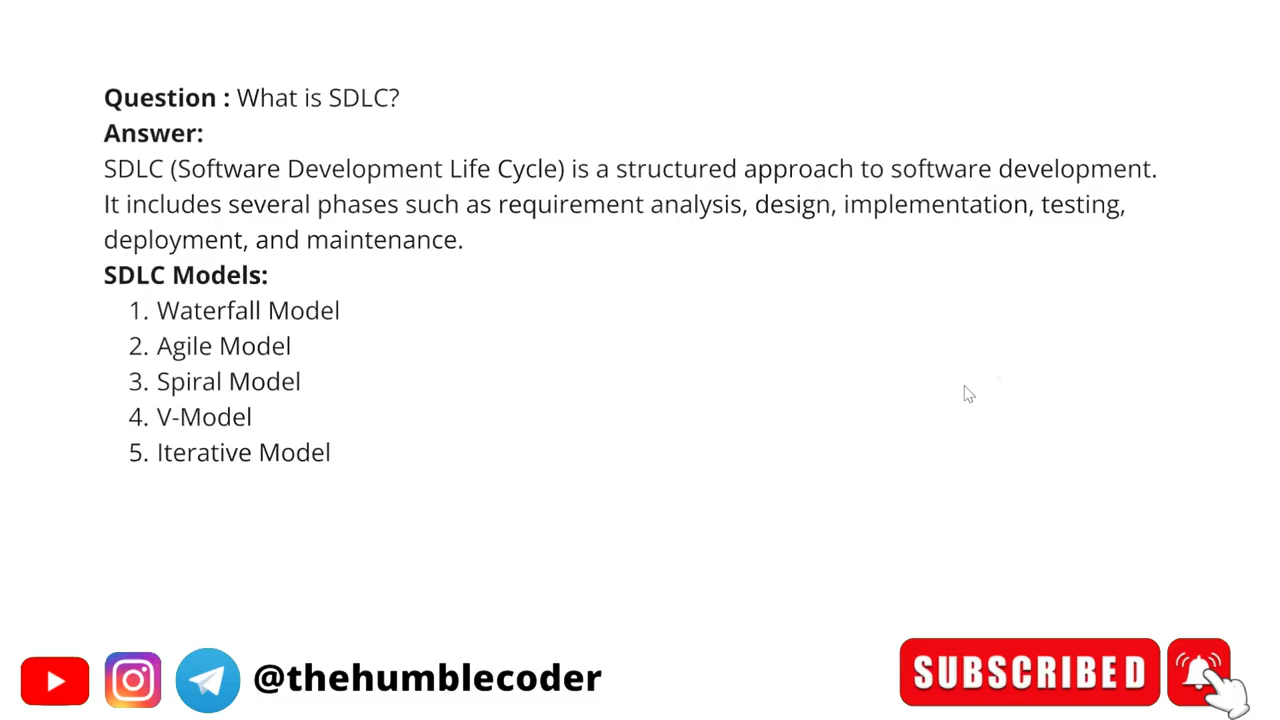 Question : What is SDLC?
Answer:
SDLC (Software Development Life Cycle) is a structured approach to software development.
It includes several phases such as requirement analysis, design, implementation, testing,
deployment, and maintenance.
SDLC Models:
1. Waterfall Model
2. Agile Model
3. Spiral Model
4. V-Model
5. Iterative Model
@thehumblecoder
SUBSCRIBED